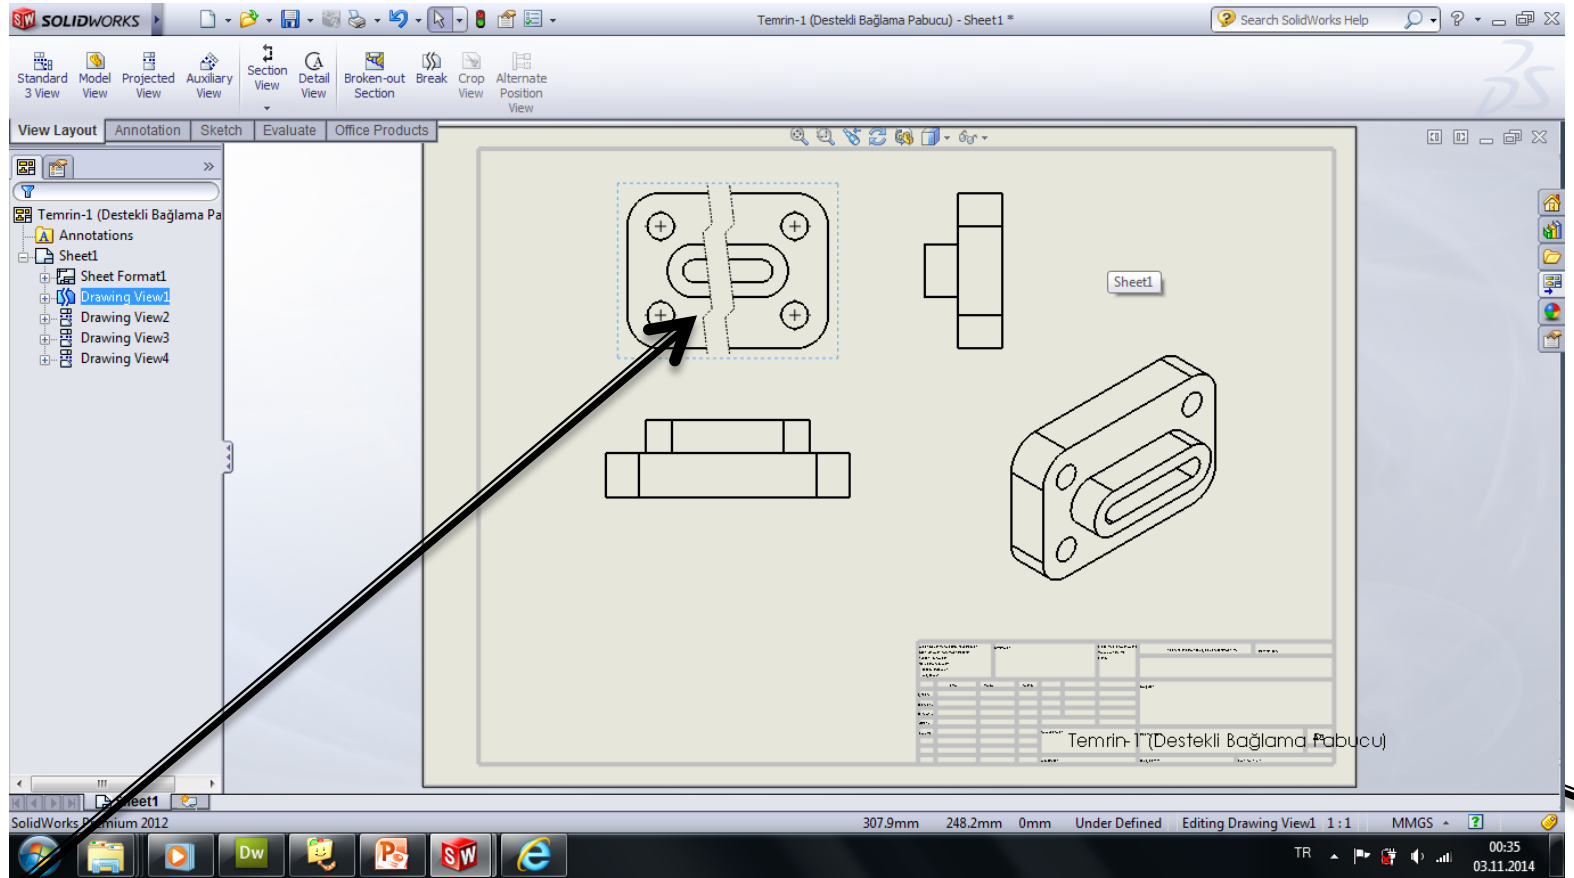 SOLIDWORKS
Temrin-1 (Destekli Bağlama Pabucu) - Sheet1 *
Search SolidWorks Help
Standard 3 View
Model View
Projected View
Auxiliary View
Section View
Detail View
Broken-out Section
Break
Crop View
Alternate Position View
View Layout
Annotation
Sketch
Evaluate
Office Products
Temrin-1 (Destekli Bağlama Pa
Annotations
Sheet1
Sheet Format1
Drawing View1
Drawing View2
Drawing View3
Drawing View4
Sheet1
Temrin-1 (Destekli Bağlama Pabucu)
SolidWorks Premium 2012
307.9mm
248.2mm
0mm
Under Defined
Editing Drawing View1
1 : 1
MMGS
Dw
TR
00:35
03.11.2014